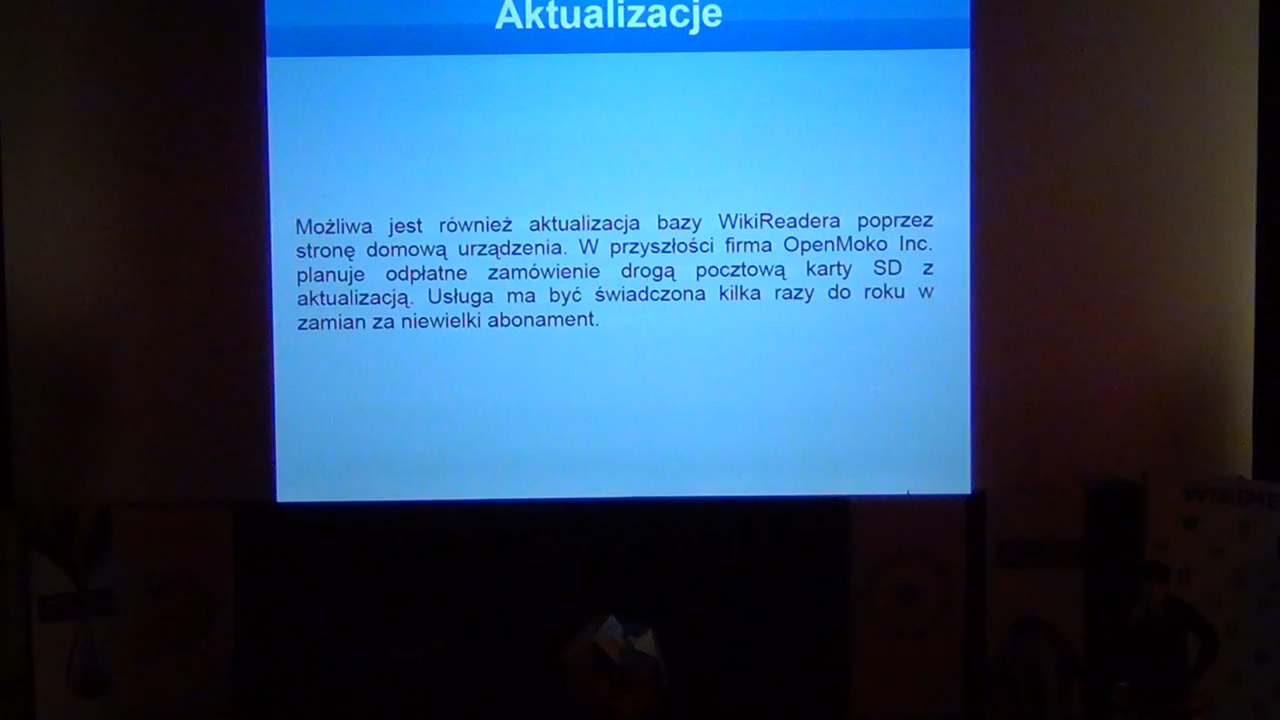 Aktualizacje
Możliwa jest również aktualizacja bazy WikiReadera poprzez
stronę domową urządzenia. W przyszłości firma OpenMoko Inc.
planuje odpłatne zamówienie drogą pocztową karty SD z
aktualizacją. Usługa ma być świadczona kilka razy do roku w
zamian za niewielki abonament.